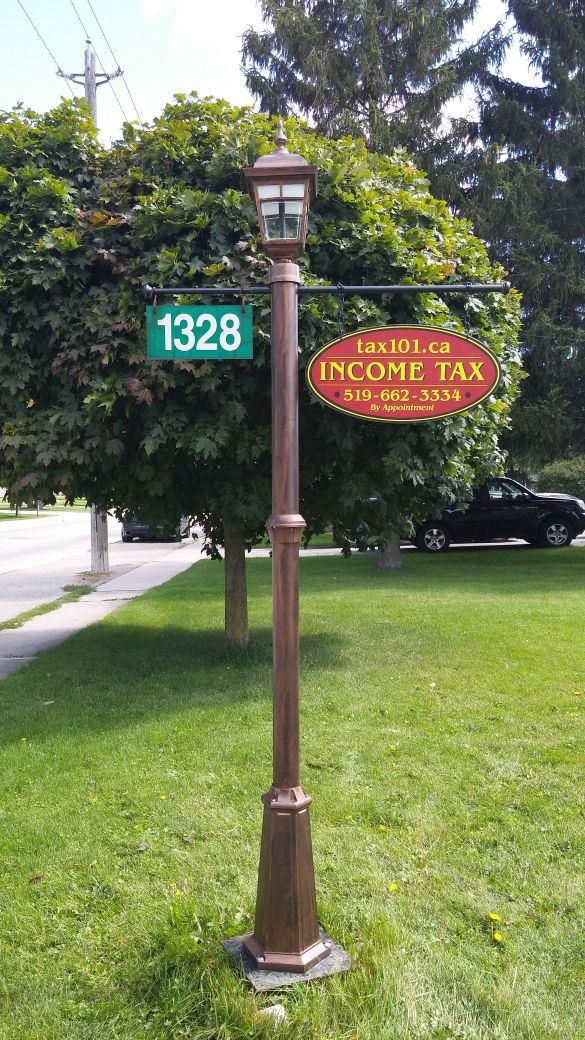 1328
tax101.ca
INCOME TAX
• 519-662-3334 •
By Appointment